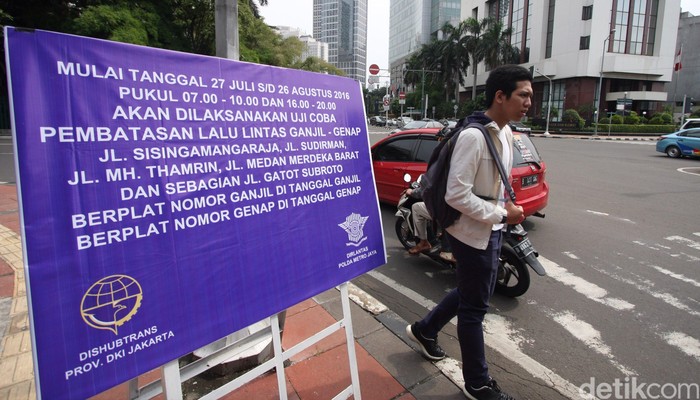 MULAI TANGGAL 27 JULI S/D 26 AGUSTUS 2016
PUKUL 07.00 - 10.00 DAN 16.00 - 20.00
AKAN DILAKSANAKAN UJI COBA
PEMBATASAN LALU LINTAS GANJIL - GENAP
JL. SISINGAMANGARAJA, JL. SUDIRMAN,
JL. MH. THAMRIN, JL. MEDAN MERDEKA BARAT
DAN SEBAGIAN JL. GATOT SUBROTO
BERPLAT NOMOR GANJIL DI TANGGAL GANJIL
BERPLAT NOMOR GENAP DI TANGGAL GENAP
DISHUBTRANS
PROV. DKI JAKARTA
DIRLANTAS
POLDA METRO JAYA
detikcom